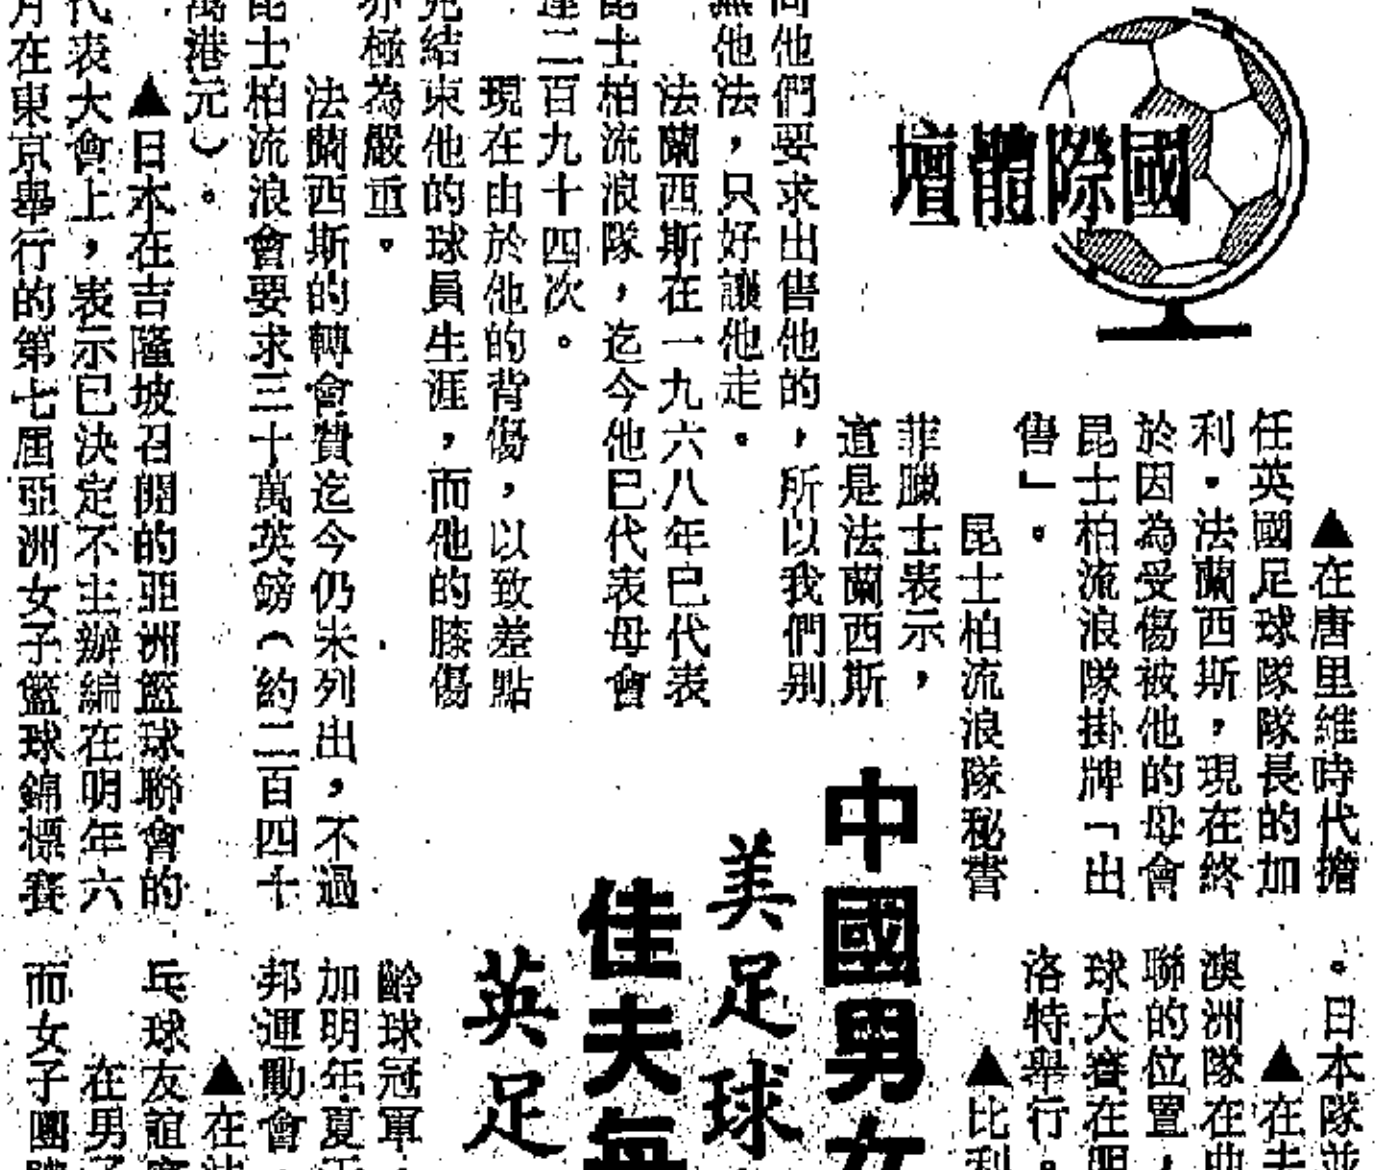 國際體壇
▲在唐里維時代擔
任英國足球隊隊長的加
利・法蘭西斯，現在終
於因為受傷被他的母會
昆士柏流浪隊掛牌「出
售」。
昆士柏流浪隊秘書
菲臘士表示，
這是法蘭西斯
向他們要求出售他的，所以我們别
無他法，只好讓他走。
法蘭西斯在一九六八年已代表
昆士柏流浪隊，迄今他已代表母會
達二百九十四次。
現在由於他的背傷，以致差點
兒結束他的球員生涯，而他的膝傷
亦極為嚴重。
法蘭西斯的轉會費迄今仍未列出，不過
昆士柏流浪會要求三十萬英鎊（約二百四十
萬港元）。
▲日本在吉隆坡召開的亞洲籃球聯會的
代表大會上，表示已決定不主辦編在明年六
月在東京舉行的第七屆亞洲女子籃球錦標賽
。日本隊並
▲在
澳洲隊在
聯的位置，
球大賽在明
洛特舉行。
▲比利
中國男女
美足球
佳夫每
英足
齡球冠軍，
加明年夏
邦運動會，
▲在
乓球友誼賽
在男子
而女子團